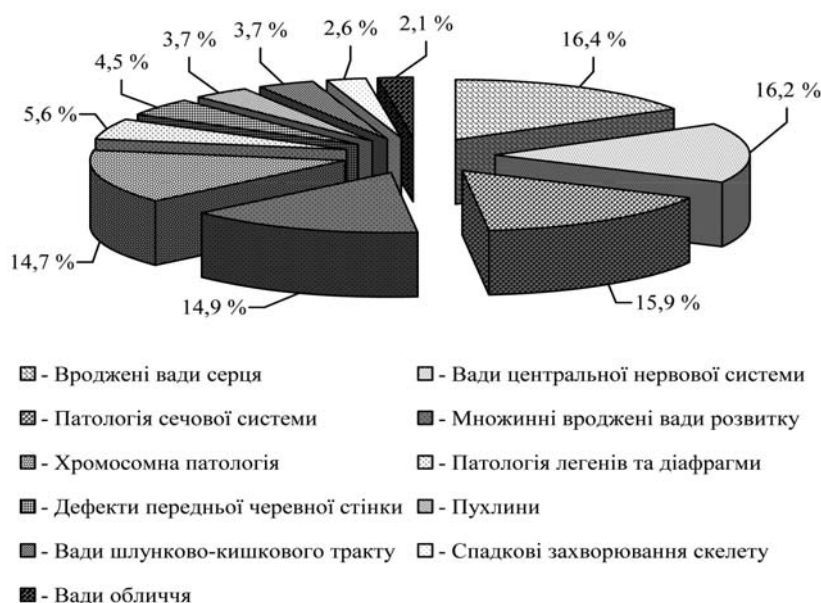 3,7 % 2,6 % 2,1 %
3,7 % 16,4 %
4,5 %
16,2 %
5,6 %
14,7 %
14,9 % 15,9 %
- Вроджені вади серця - Вади центральної нервової системи
- Патологія сечової системи - Множинні вроджені вади розвитку
- Хромосомна патологія - Патологія легенів та діафрагми
- Дефекти передньої черевної стінки - Пухлини
- Вади шлунково-кишкового тракту - Спадкові захворювання скелету
- Вади обличчя